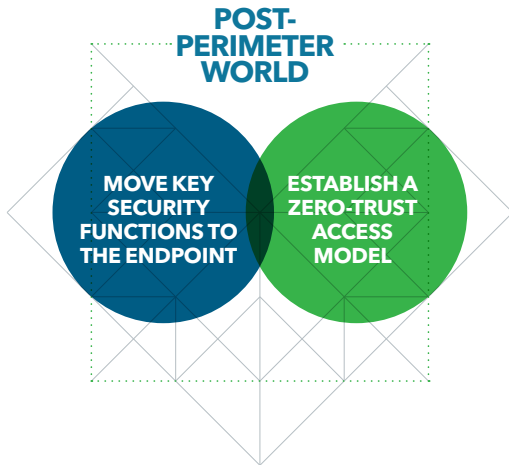 POST-
PERIMETER
WORLD
MOVE KEY
SECURITY
FUNCTIONS TO
THE ENDPOINT
ESTABLISH A
ZERO-TRUST
ACCESS
MODEL